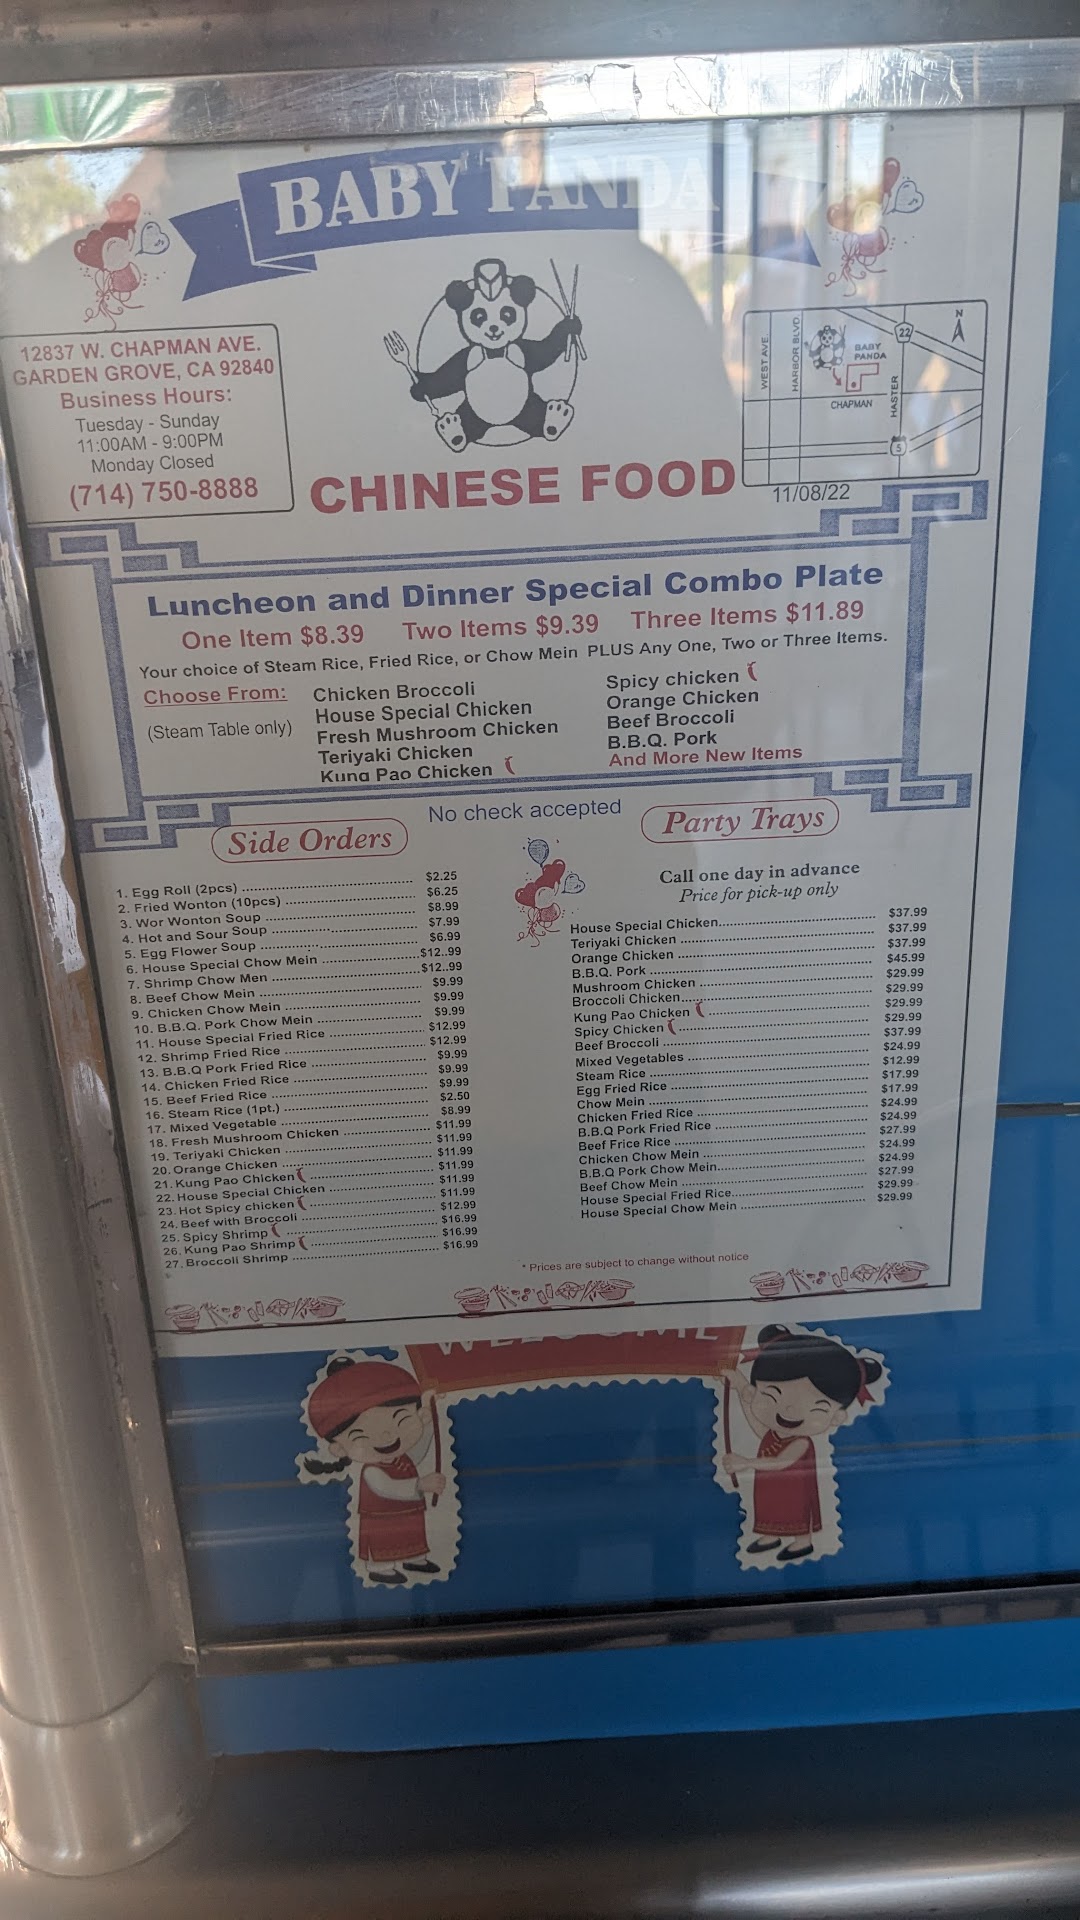 BABY PANDA
12837 W. CHAPMAN AVE.
GARDEN GROVE, CA 92840
Business Hours:
Tuesday - Sunday
11:00AM - 9:00PM
Monday Closed
(714) 750-8888
CHINESE FOOD
WEST AVE.
HARBOR BLVD.
BABY
PANDA
CHAPMAN
HASTER
22
5
N
11/08/22
Luncheon and Dinner Special Combo Plate
One Item $8.39 Two Items $9.39 Three Items $11.89
Your choice of Steam Rice, Fried Rice, or Chow Mein PLUS Any One, Two or Three Items.
Choose From:
(Steam Table only)
Chicken Broccoli
House Special Chicken
Fresh Mushroom Chicken
Teriyaki Chicken
Kung Pao Chicken
Spicy chicken
Orange Chicken
Beef Broccoli
B.B.Q. Pork
And More New Items
No check accepted
Side Orders
1. Egg Roll (2pcs) $2.25
2. Fried Wonton (10pcs) $6.25
3. Wor Wonton Soup $8.99
4. Hot and Sour Soup $7.99
5. Egg Flower Soup $6.99
6. House Special Chow Mein $12..99
7. Shrimp Chow Men $12..99
8. Beef Chow Mein $9.99
9. Chicken Chow Mein $9.99
10. B.B.Q. Pork Chow Mein $9.99
11. House Special Fried Rice $12.99
12. Shrimp Fried Rice $12.99
13. B.B.Q Pork Fried Rice $9.99
14. Chicken Fried Rice $9.99
15. Beef Fried Rice $9.99
16. Steam Rice (1pt.) $2.50
17. Mixed Vegetable $8.99
18. Fresh Mushroom Chicken $11.99
19. Teriyaki Chicken $11.99
20. Orange Chicken $11.99
21. Kung Pao Chicken $11.99
22. House Special Chicken $11.99
23. Hot Spicy chicken $11.99
24. Beef with Broccoli $12.99
25. Spicy Shrimp $16.99
26. Kung Pao Shrimp $16.99
27. Broccoli Shrimp $16.99
Party Trays
Call one day in advance
Price for pick-up only
House Special Chicken $37.99
Teriyaki Chicken $37.99
Orange Chicken $37.99
B.B.Q. Pork $45.99
Mushroom Chicken $29.99
Broccoli Chicken $29.99
Kung Pao Chicken $29.99
Spicy Chicken $29.99
Beef Broccoli $37.99
Mixed Vegetables $24.99
Steam Rice $12.99
Egg Fried Rice $17.99
Chow Mein $17.99
Chicken Fried Rice $24.99
B.B.Q Pork Fried Rice $24.99
Beef Frice Rice $27.99
Chicken Chow Mein $24.99
B.B.Q Pork Chow Mein $24.99
Beef Chow Mein $27.99
House Special Fried Rice $29.99
House Special Chow Mein $29.99
* Prices are subject to change without notice
WELCOME